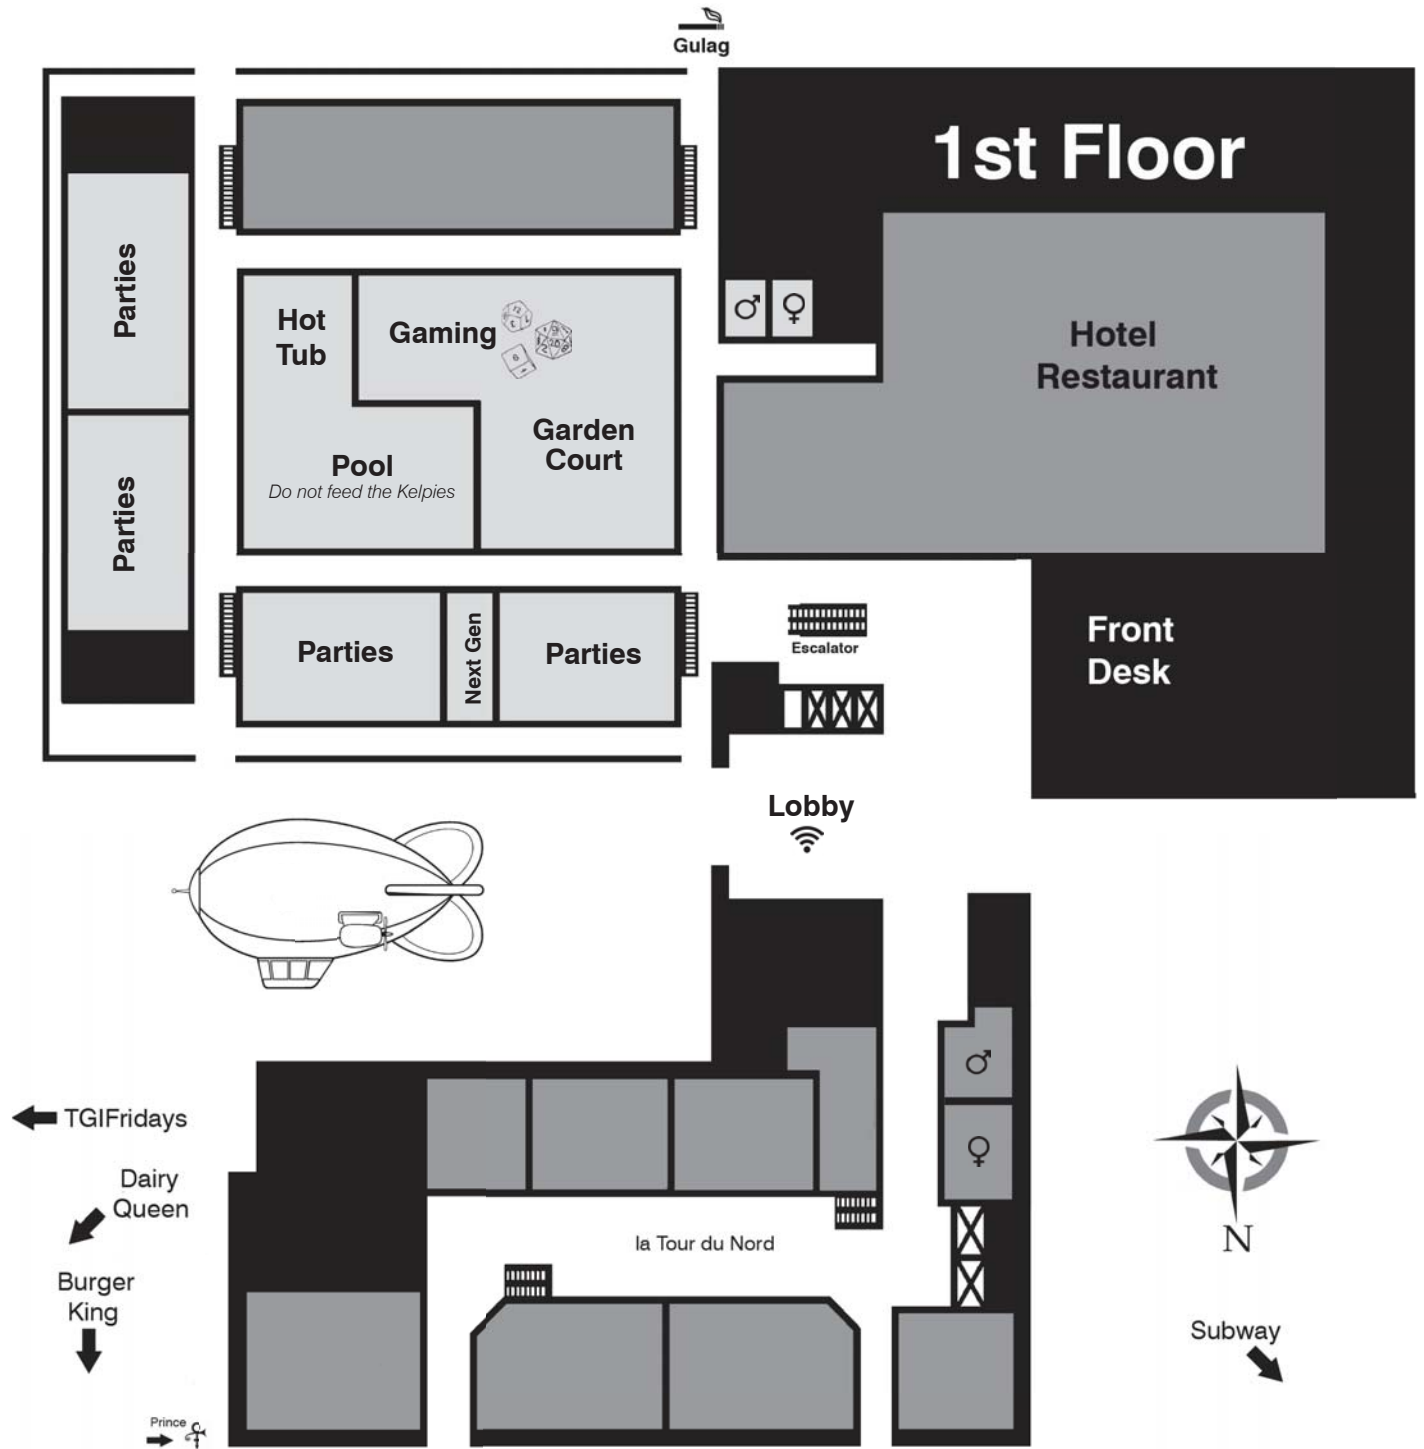 Gulag
1st Floor
Parties
Hot
Tub
Gaming
Hotel
Restaurant
Garden
Court
Pool
Do not feed the Kelpies
Parties
Parties
Next Gen
Parties
Escalator
Front
Desk
Lobby
TGIFridays
Dairy
Queen
la Tour du Nord
N
Burger
King
Subway
Prince